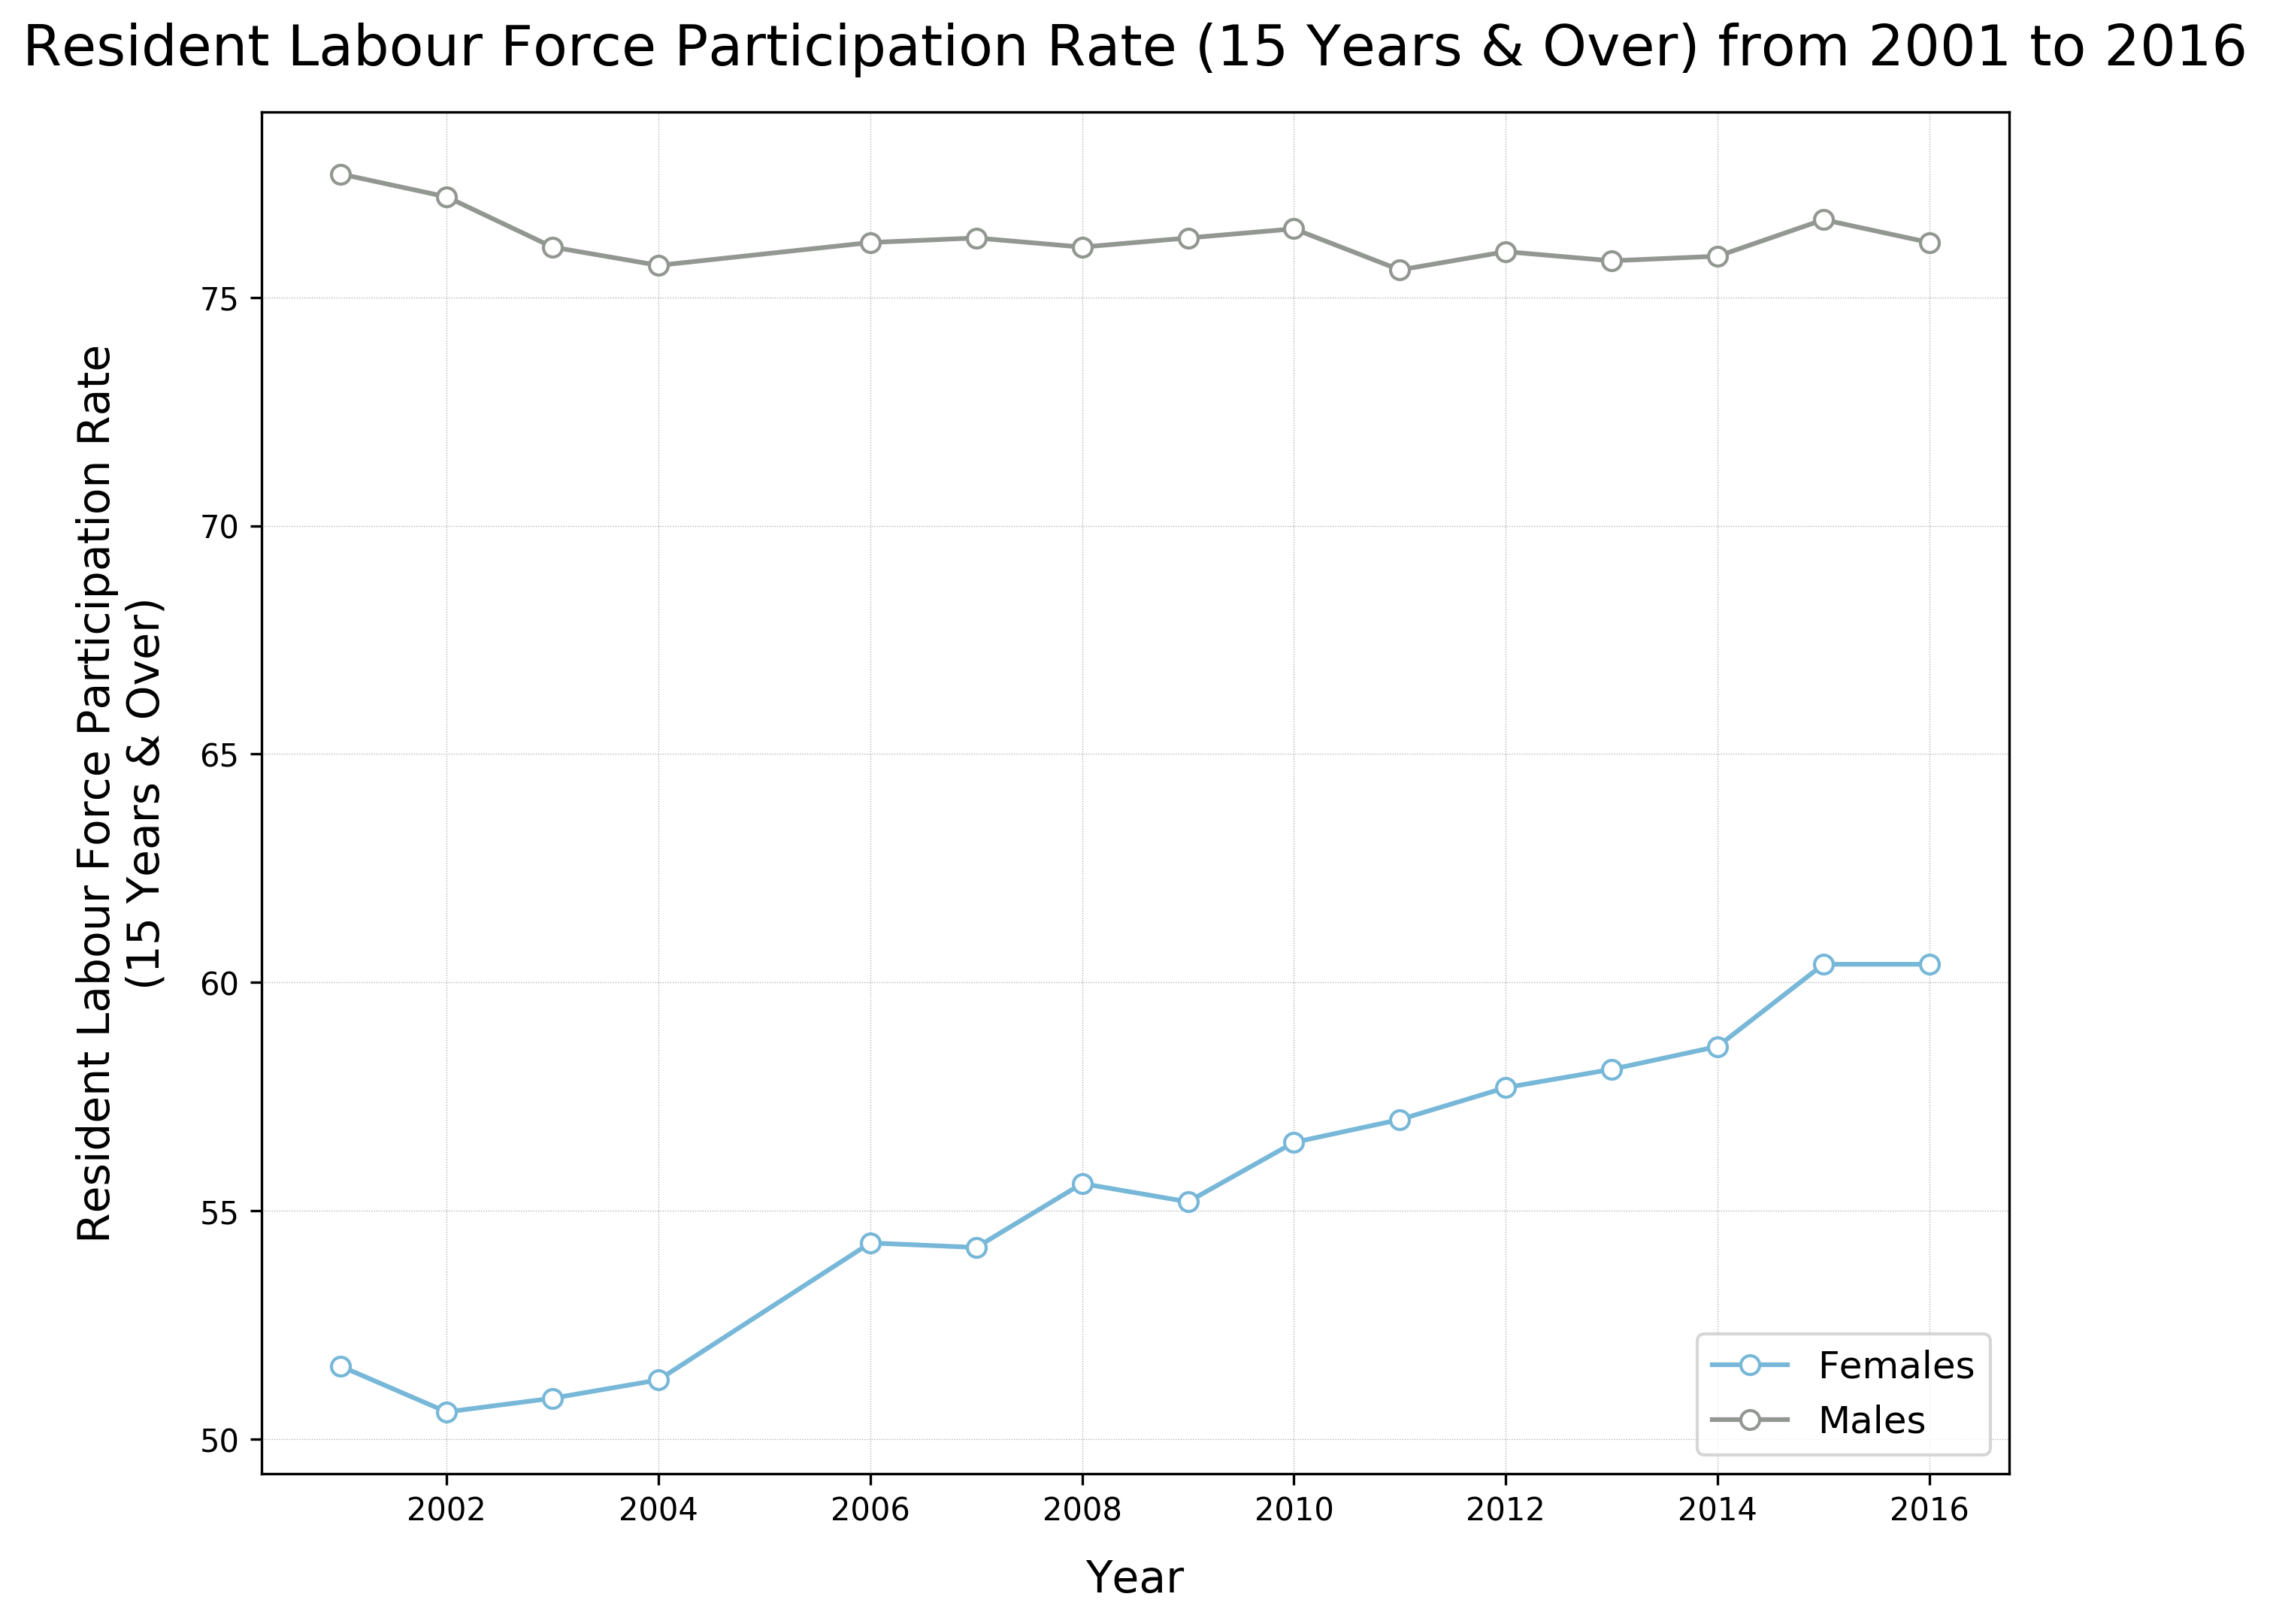 Resident Labour Force Participation Rate (15 Years & Over) from 2001 to 2016
Resident Labour Force Participation Rate
(15 Years & Over)
75
70
65
60
55
50
Females
Males
2002
2004
2006
2008
2010
2012
2014
2016
Year